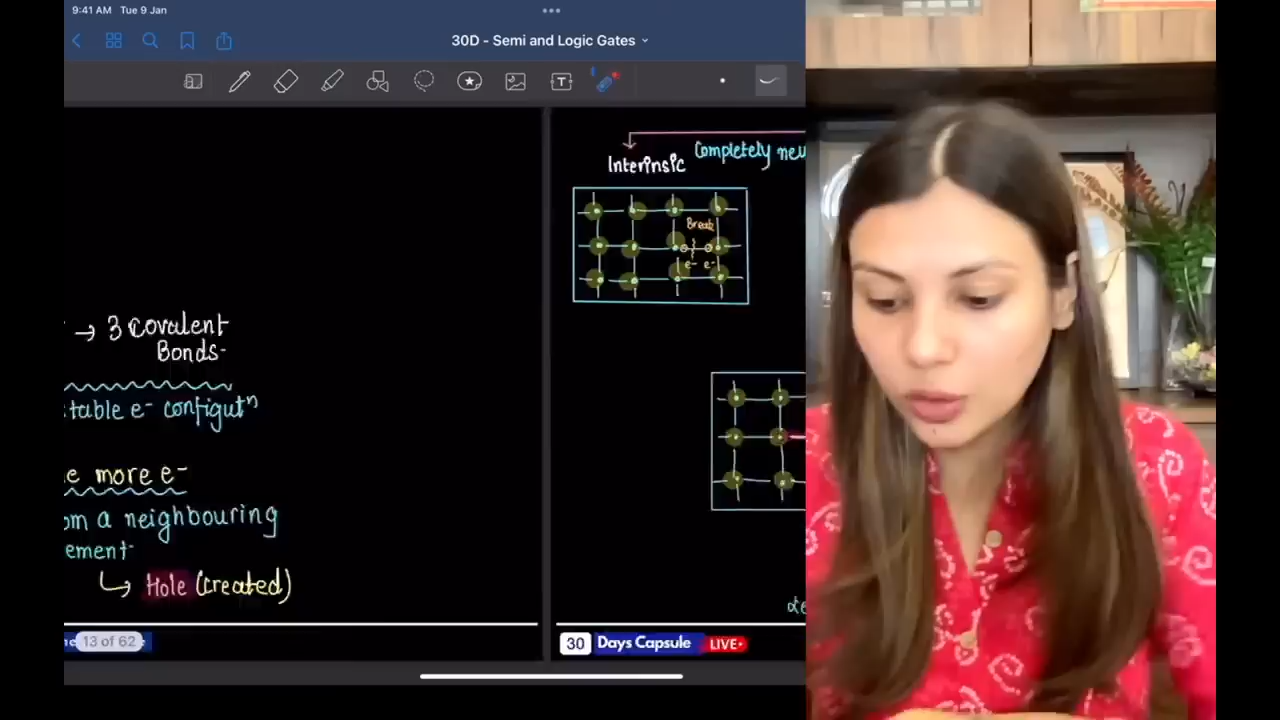 9:41 AM Tue 9 Jan
30D - Semi and Logic Gates
T
→ 3 Covalent
Bonds-
table e- configutⁿ
e more e-
om a neighbouring
ement-
↳ Hole (created)
13 of 62
Interinsic
Completely neu
Break
e- e-
30 Days Capsule LIVE